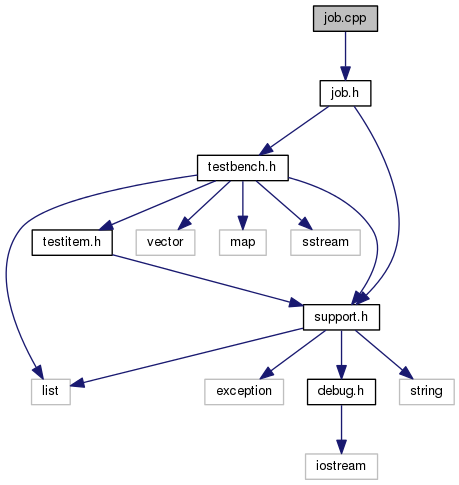 job.cpp
job.h
testbench.h
testitem.h
vector
map
sstream
support.h
list
exception
debug.h
string
iostream